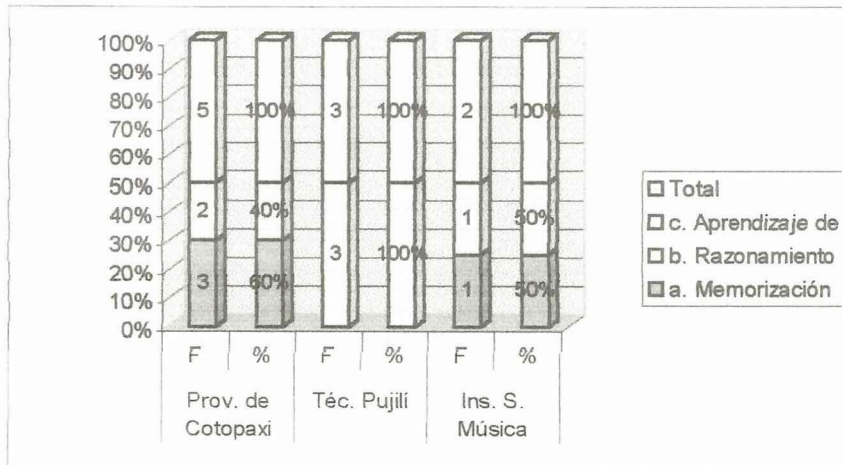 100%
90%
80%
70%
60%
50%
40%
30%
20%
10%
0%
5 100% 3 100% 2 100%
2 40% 1 50%
3 60% 3 100% 1 50%
F % F % F %
Prov. de Cotopaxi
Téc. Pujilí
Ins. S. Música
Total
c. Aprendizaje de
b. Razonamiento
a. Memorización